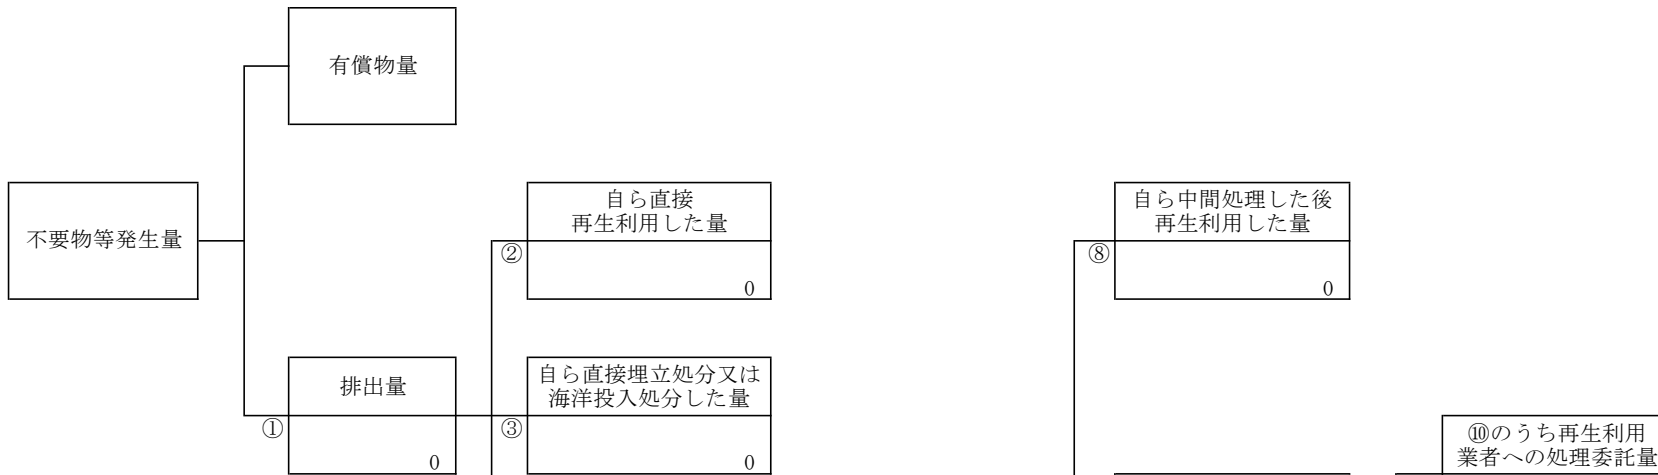 有償物量
不要物等発生量
自ら直接
再生利用した量
②
0
自ら中間処理した後
再生利用した量
⑧
0
排出量
①
0
自ら直接埋立処分又は
海洋投入処分した量
③
0
⑩のうち再生利用
業者への処理委託量